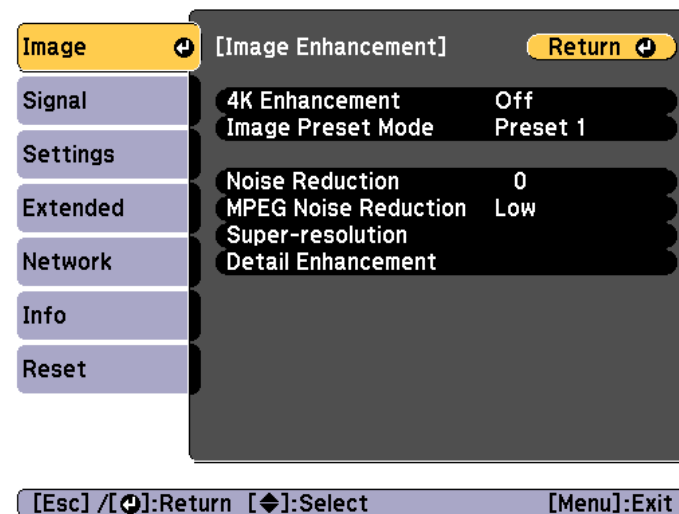 Image
[Image Enhancement] Return
Signal
Settings
Extended
Network
Info
Reset
4K Enhancement Off
Image Preset Mode Preset 1
Noise Reduction 0
MPEG Noise Reduction Low
Super-resolution
Detail Enhancement
[Esc] /[ ]:Return [ ]:Select [Menu]:Exit